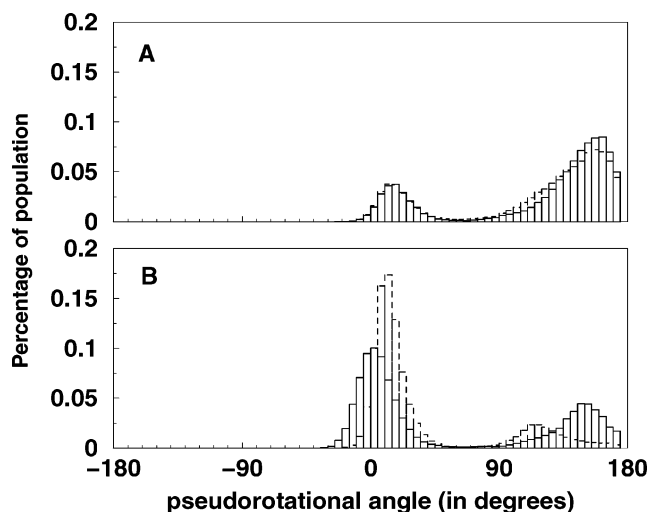 0.2
A
0.15
0.1
0.05
0
0.2
B
0.15
0.1
0.05
0
−180 −90 0 90 180
Percentage of population
pseudorotational angle (in degrees)